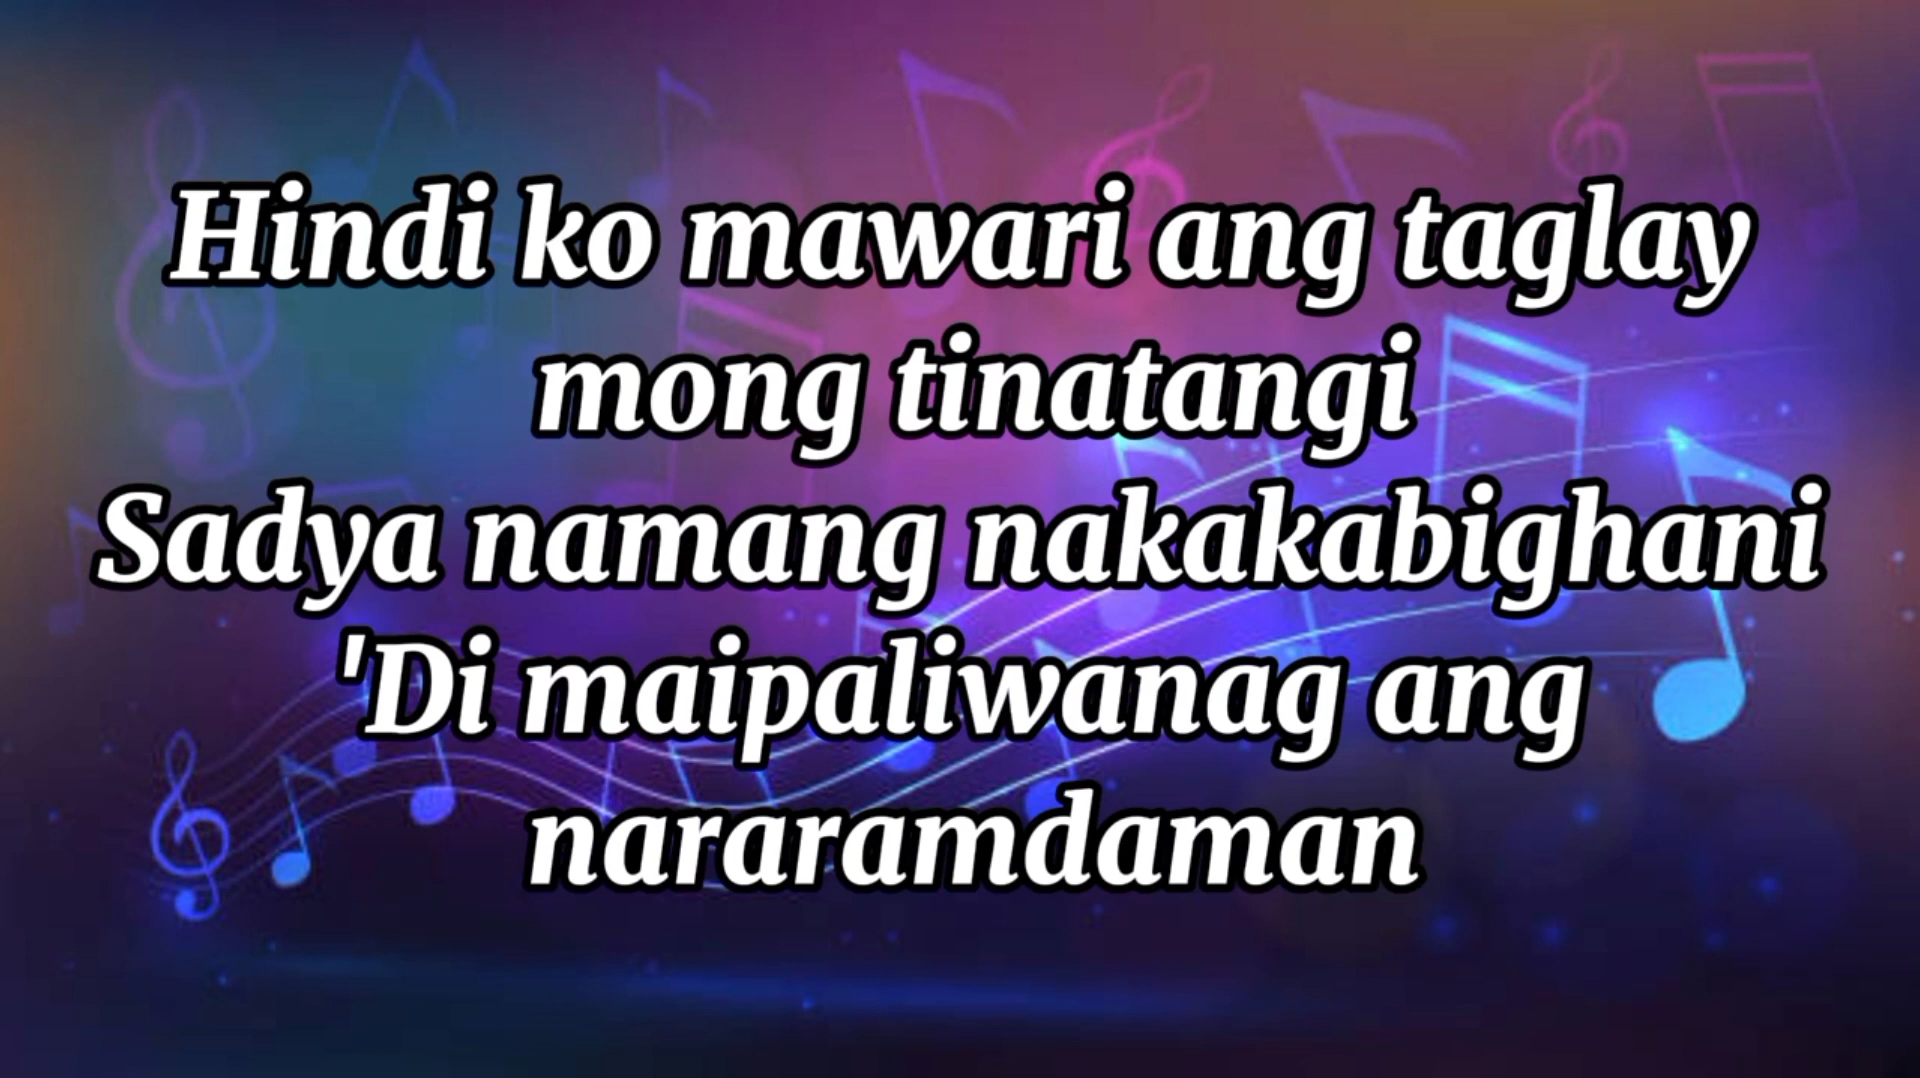 Hindi ko mawari ang taglay
mong tinatangi
Sadya namang nakakabighani
'Di maipaliwanag ang
nararamdaman